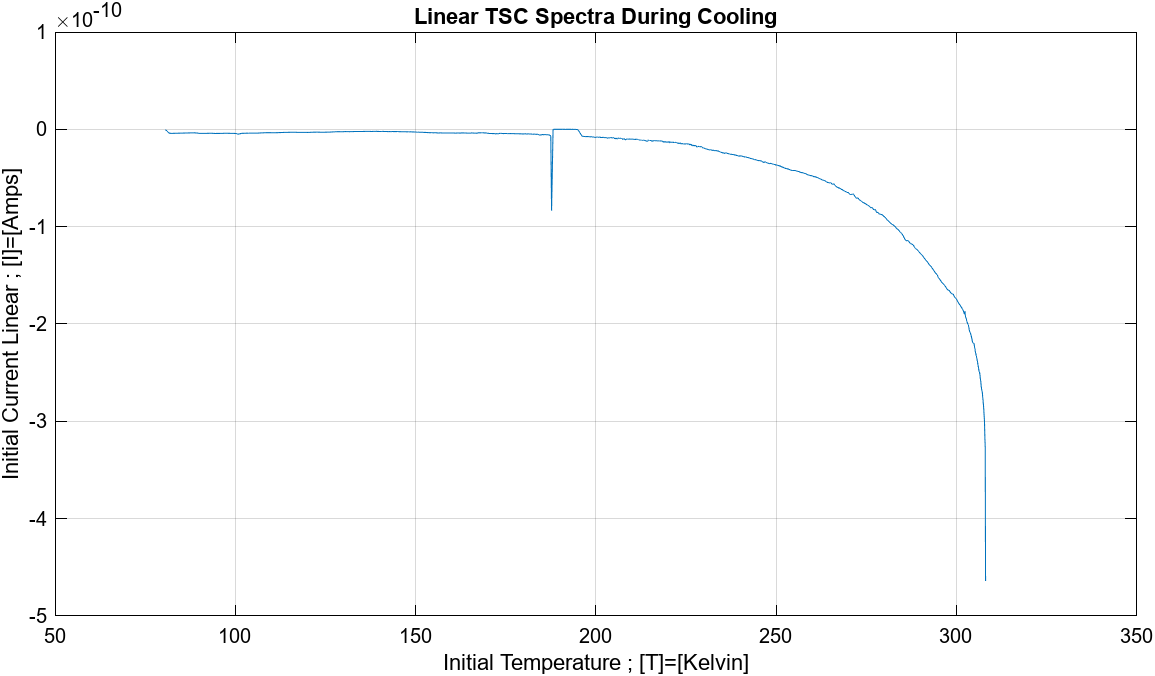 Linear TSC Spectra During Cooling
×10-10
1
0
-1
-2
-3
-4
-5
50 100 150 200 250 300 350
Initial Temperature ; [T]=[Kelvin]
Initial Current Linear ; [I]=[Amps]